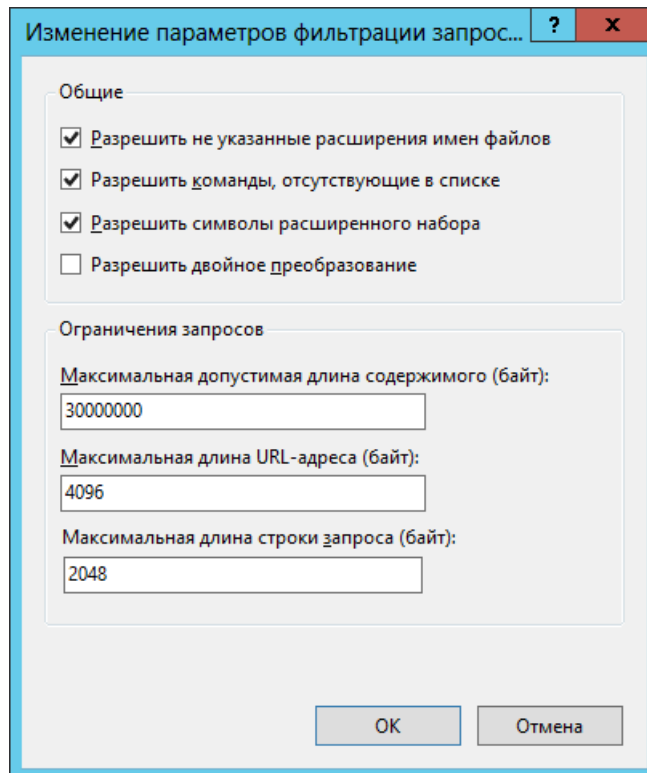 Изменение параметров фильтрации запрос... ? x
Общие
Разрешить не указанные расширения имен файлов
Разрешить команды, отсутствующие в списке
Разрешить символы расширенного набора
Разрешить двойное преобразование
Ограничения запросов
Максимальная допустимая длина содержимого (байт):
30000000
Максимальная длина URL-адреса (байт):
4096
Максимальная длина строки запроса (байт):
2048
ОК Отмена